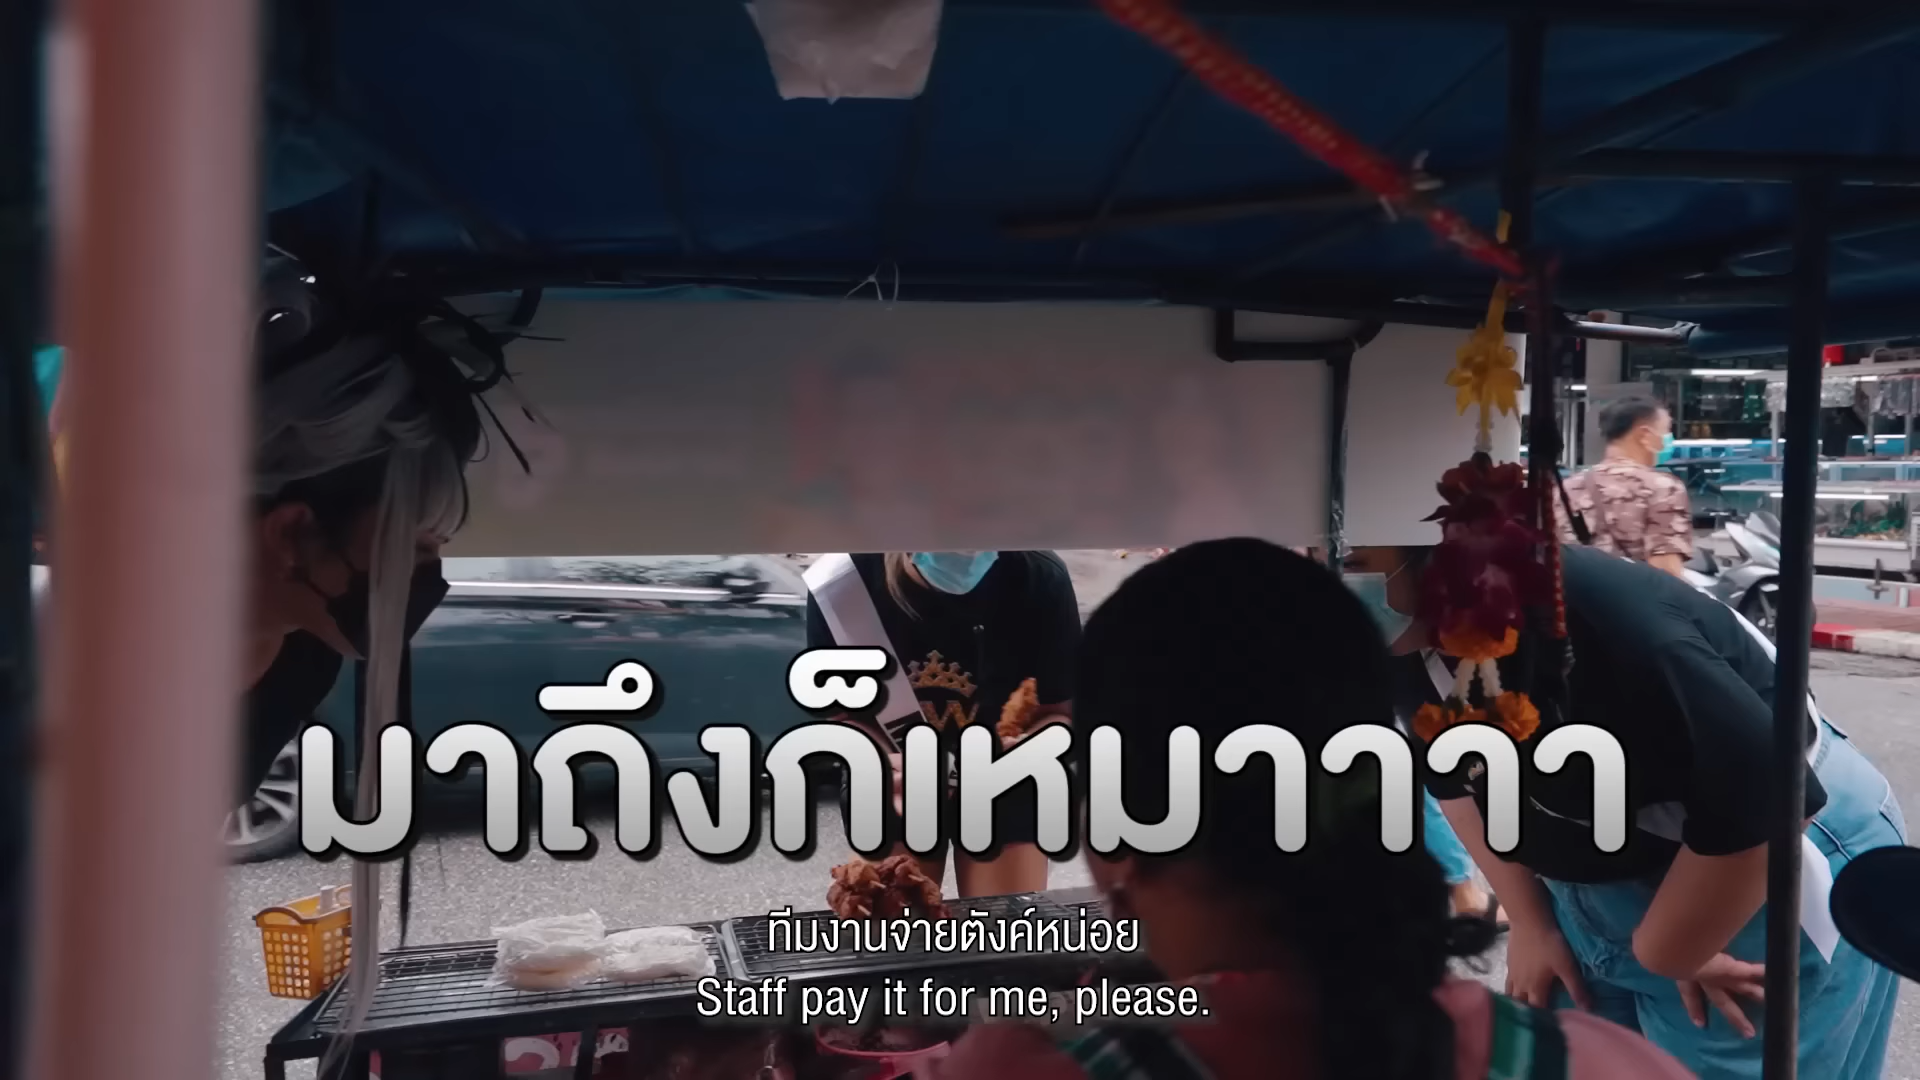 มาถึงก็เหมาาาา
ทีมงานจ่ายตังค์หน่อย
Staff pay it for me, please.